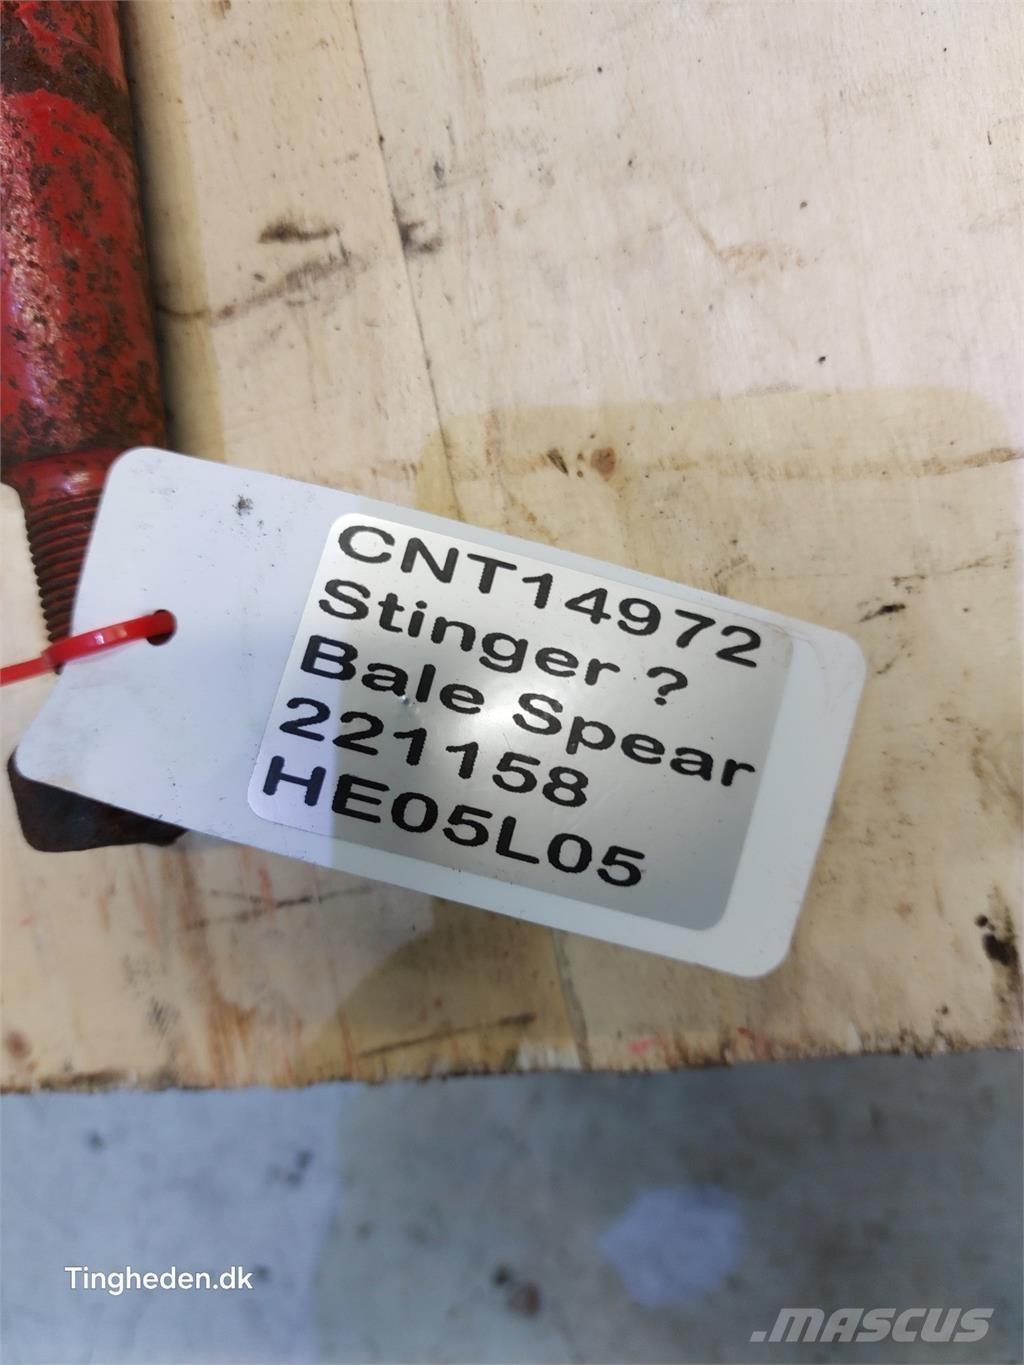 CNT14972
Stinger ?
Bale Spear
221158
HE05L05
Tingheden.dk
.MASCUS